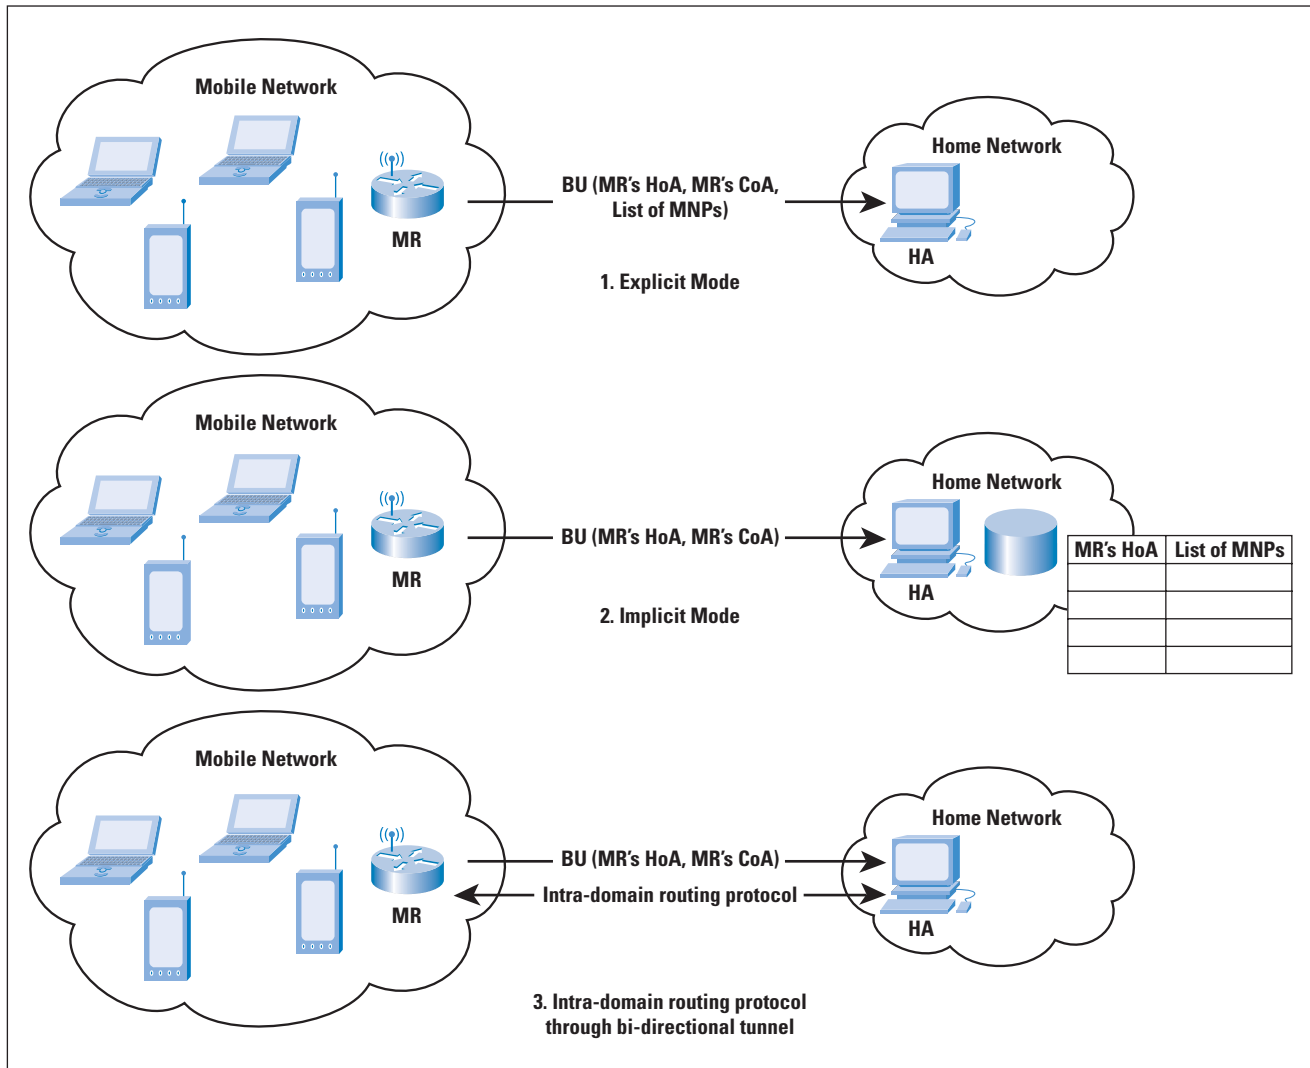 Mobile Network
Home Network
BU (MR's HoA, MR's CoA,
List of MNPs)
MR
HA
1. Explicit Mode
Mobile Network
Home Network
BU (MR's HoA, MR's CoA)
MR's HoA List of MNPs
MR
HA
2. Implicit Mode
Mobile Network
Home Network
BU (MR's HoA, MR's CoA)
Intra-domain routing protocol
MR
HA
3. Intra-domain routing protocol
through bi-directional tunnel